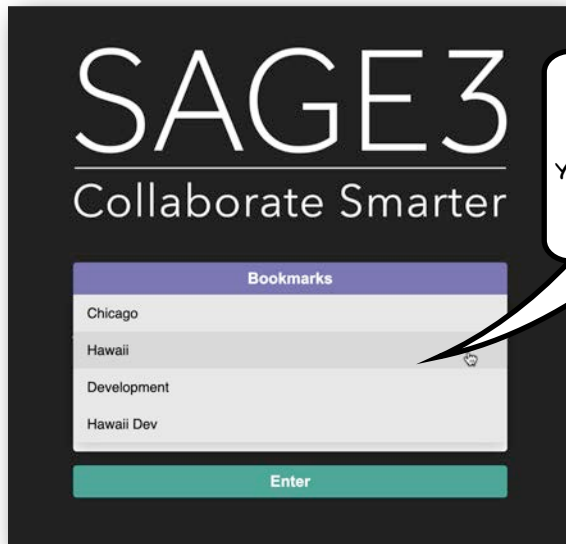 SAGE3
Collaborate Smarter
Bookmarks
Chicago
Hawaii
Development
Hawaii Dev
Enter